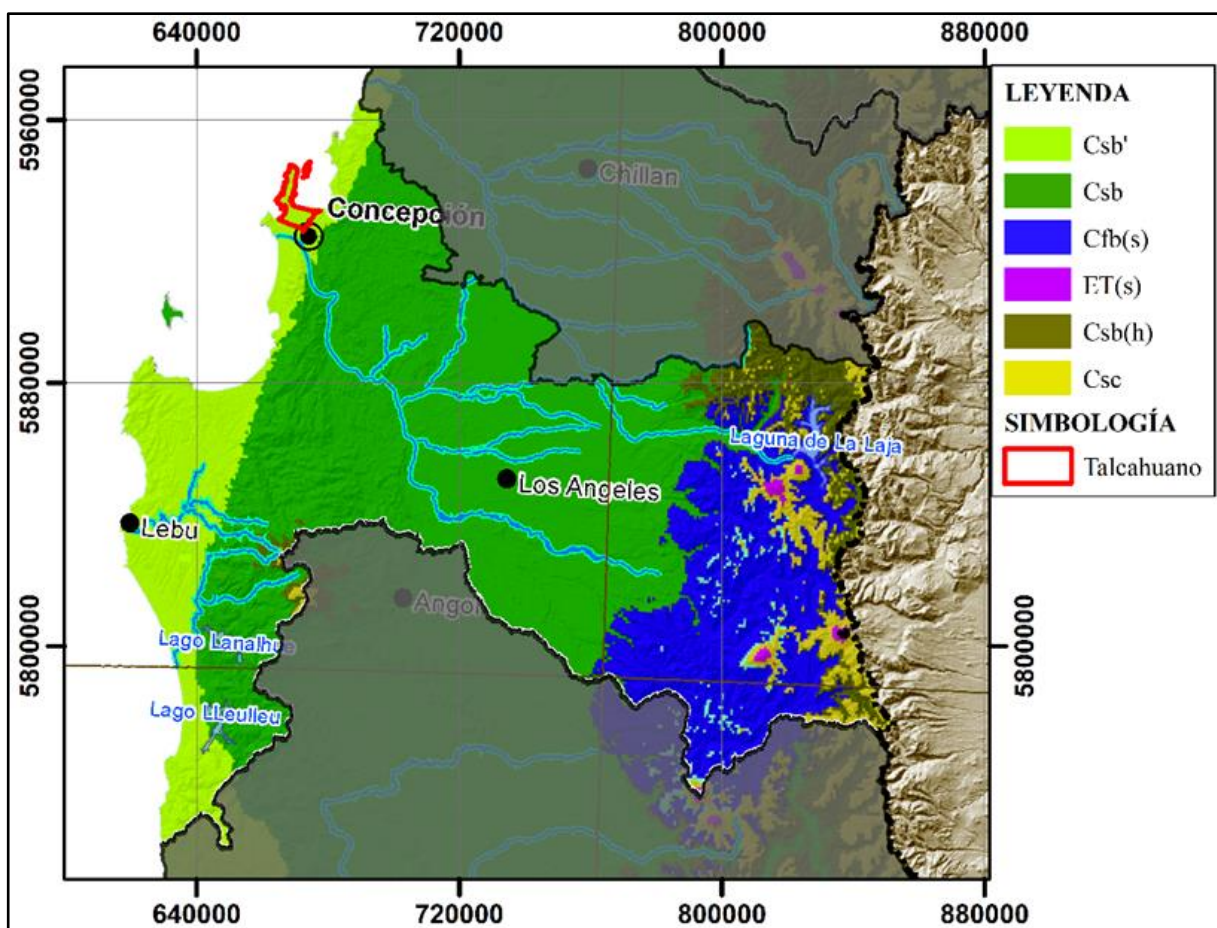 640000
720000
800000
880000
5960000
5880000
5800000
Chillan
Concepción
Laguna de La Laja
Los Angeles
Lebu
Angol
Lago Lanalhue
Lago LLeulleu
640000
720000
800000
880000
LEYENDA
Csb'
Csb
Cfb(s)
ET(s)
Csb(h)
Csc
SIMBOLOGÍA
Talcahuano